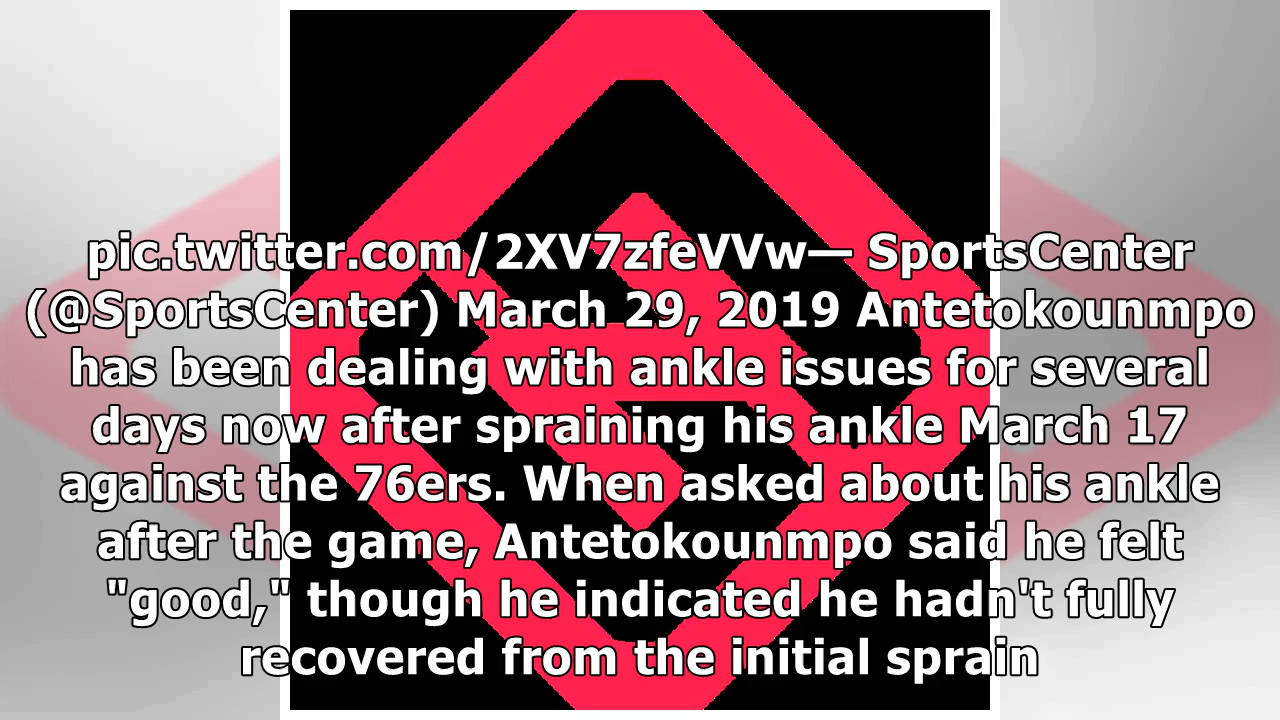 pic.twitter.com/2XV7zfeVVw— SportsCenter
(@SportsCenter) March 29, 2019 Antetokounmpo
has been dealing with ankle issues for several
days now after spraining his ankle March 17
against the 76ers. When asked about his ankle
after the game, Antetokounmpo said he felt
"good," though he indicated he hadn't fully
recovered from the initial sprain